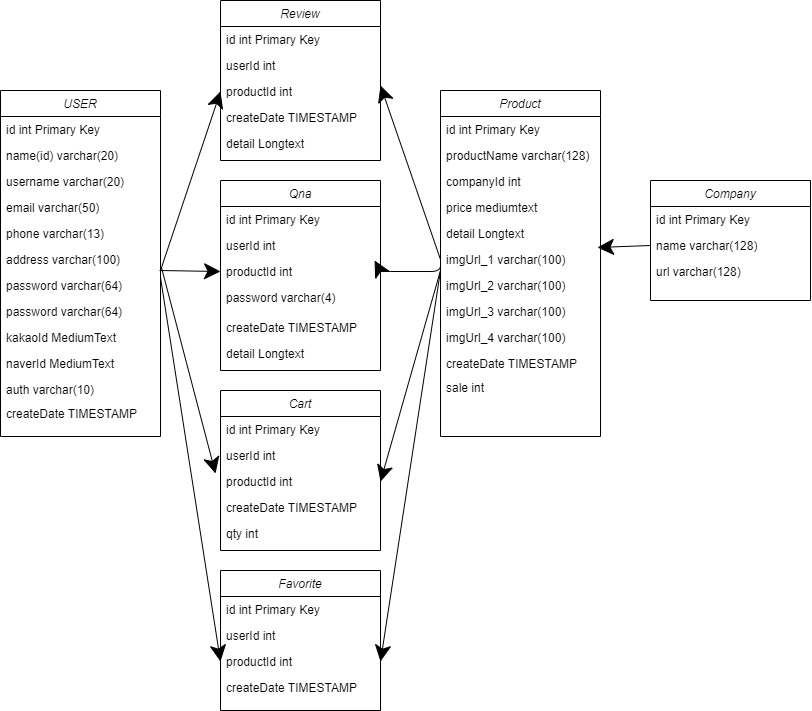 USER
id int Primary Key
name(id) varchar(20)
username varchar(20)
email varchar(50)
phone varchar(13)
address varchar(100)
password varchar(64)
password varchar(64)
kakaoId MediumText
naverId MediumText
auth varchar(10)
createDate TIMESTAMP
Review
id int Primary Key
userId int
productId int
createDate TIMESTAMP
detail Longtext
Qna
id int Primary Key
userId int
productId int
password varchar(4)
createDate TIMESTAMP
detail Longtext
Cart
id int Primary Key
userId int
productId int
createDate TIMESTAMP
qty int
Favorite
id int Primary Key
userId int
productId int
createDate TIMESTAMP
Product
id int Primary Key
productName varchar(128)
companyId int
price mediumtext
detail Longtext
imgUrl_1 varchar(100)
imgUrl_2 varchar(100)
imgUrl_3 varchar(100)
imgUrl_4 varchar(100)
createDate TIMESTAMP
sale int
Company
id int Primary Key
name varchar(128)
url varchar(128)